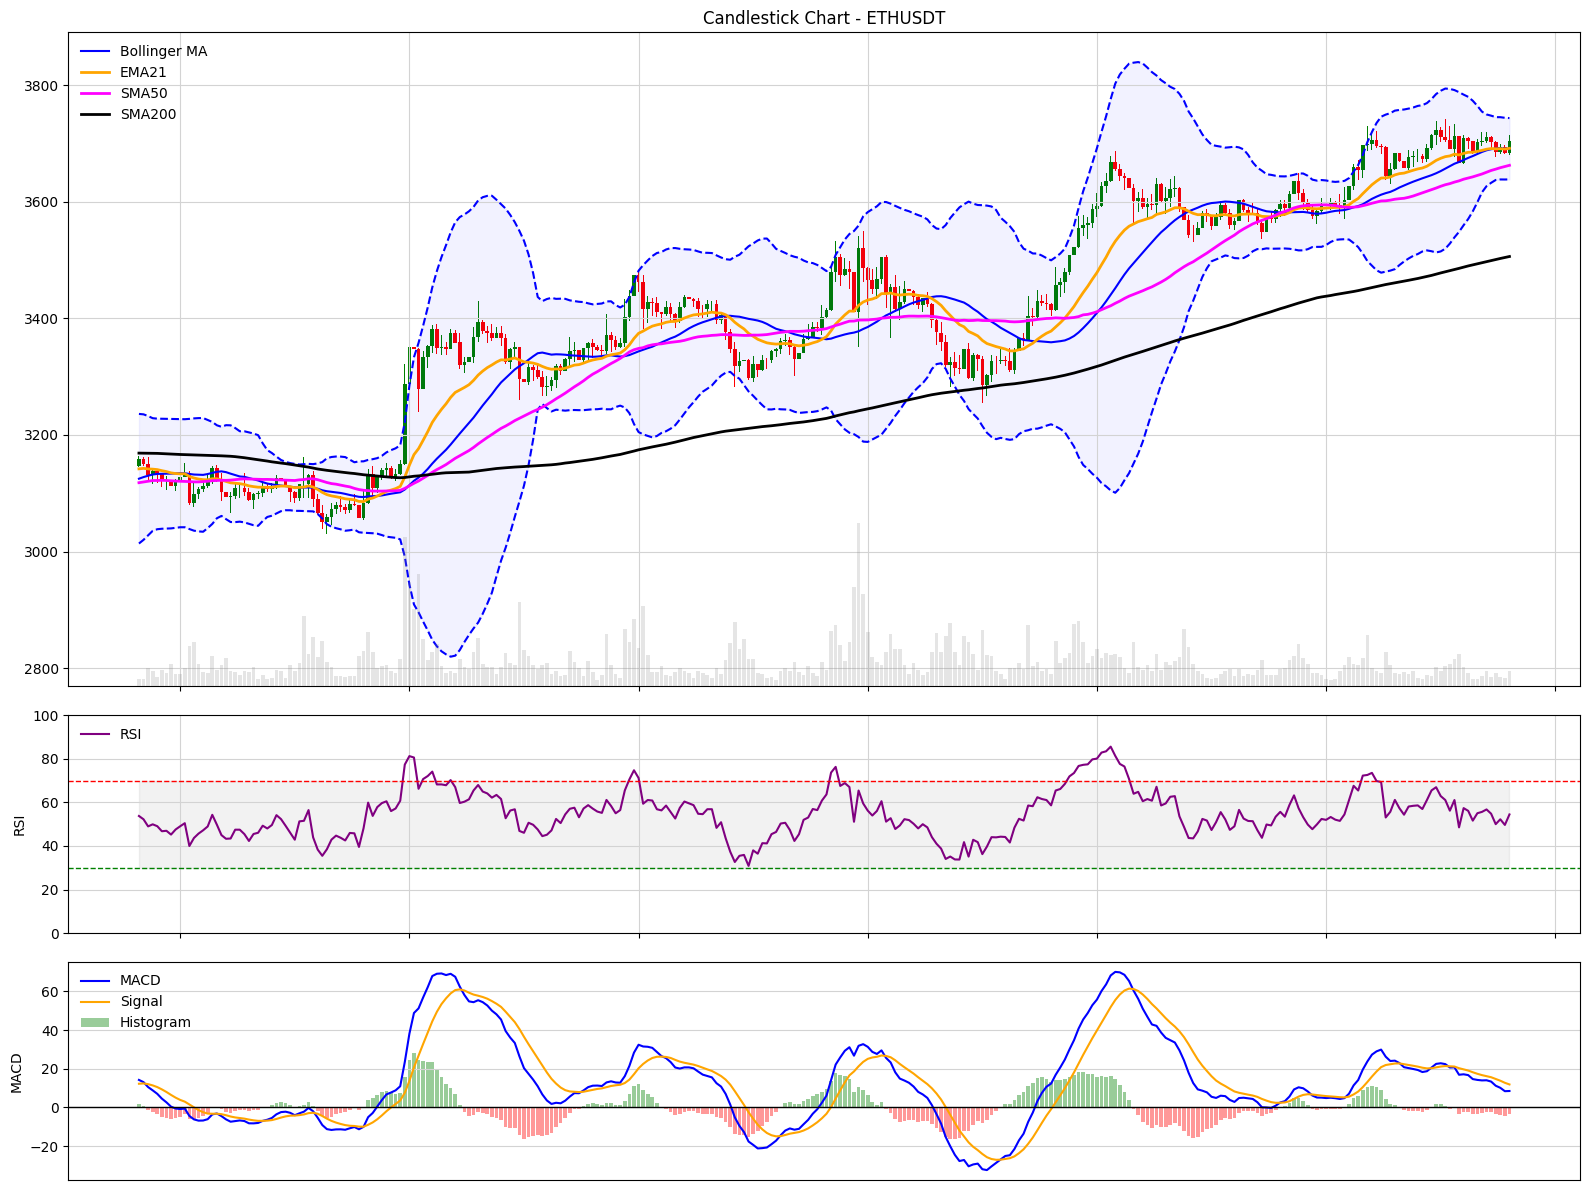 Candlestick Chart - ETHUSDT
Bollinger MA
EMA21
SMA50
SMA200
3800
3600
3400
3200
3000
2800
RSI
100
80
60
40
20
0
RSI
MACD
Signal
Histogram
60
40
20
0
−20
MACD